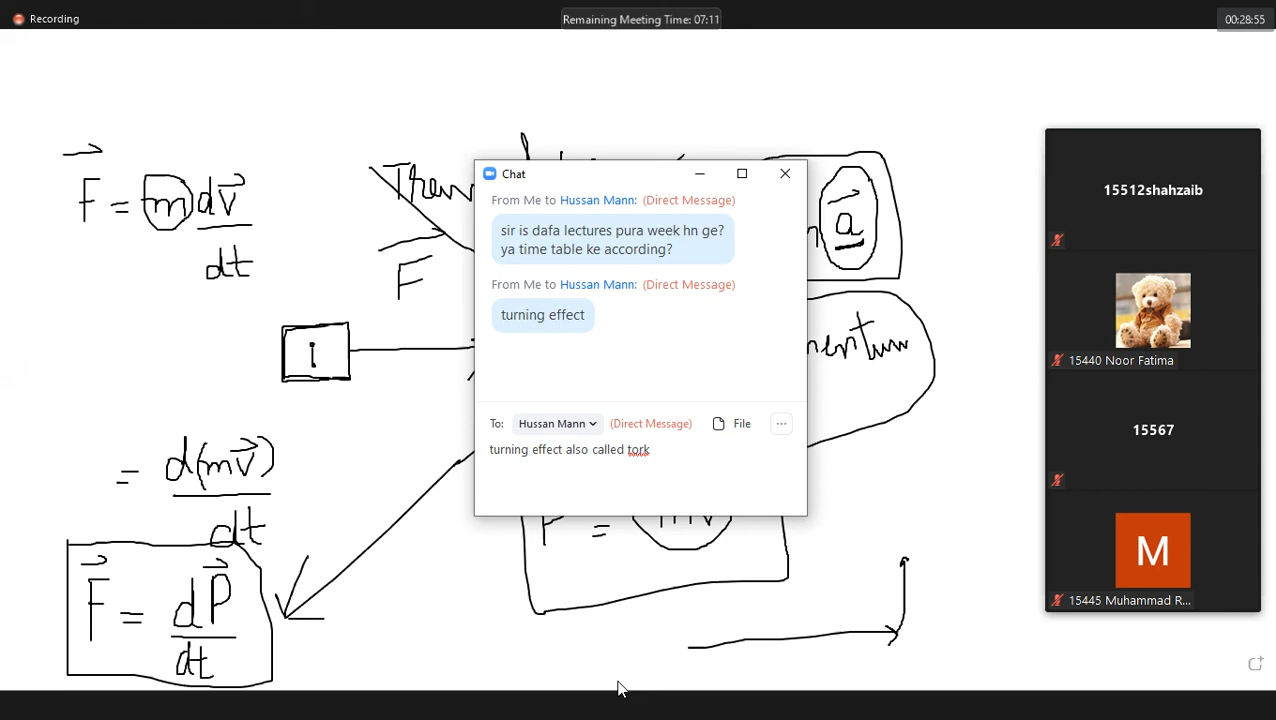 Recording
Remaining Meeting Time: 07:11
00:28:55
F = m dv
dt
F
a
Chat
From Me to Hussan Mann: (Direct Message)
sir is dafa lectures pura week hn ge?
ya time table ke according?
From Me to Hussan Mann: (Direct Message)
turning effect
To: Hussan Mann (Direct Message) File ...
turning effect also called tork
= d(mv)
dt
F = dP
dt
=
15512shahzaib
15440 Noor Fatima
15567
M
15445 Muhammad R...